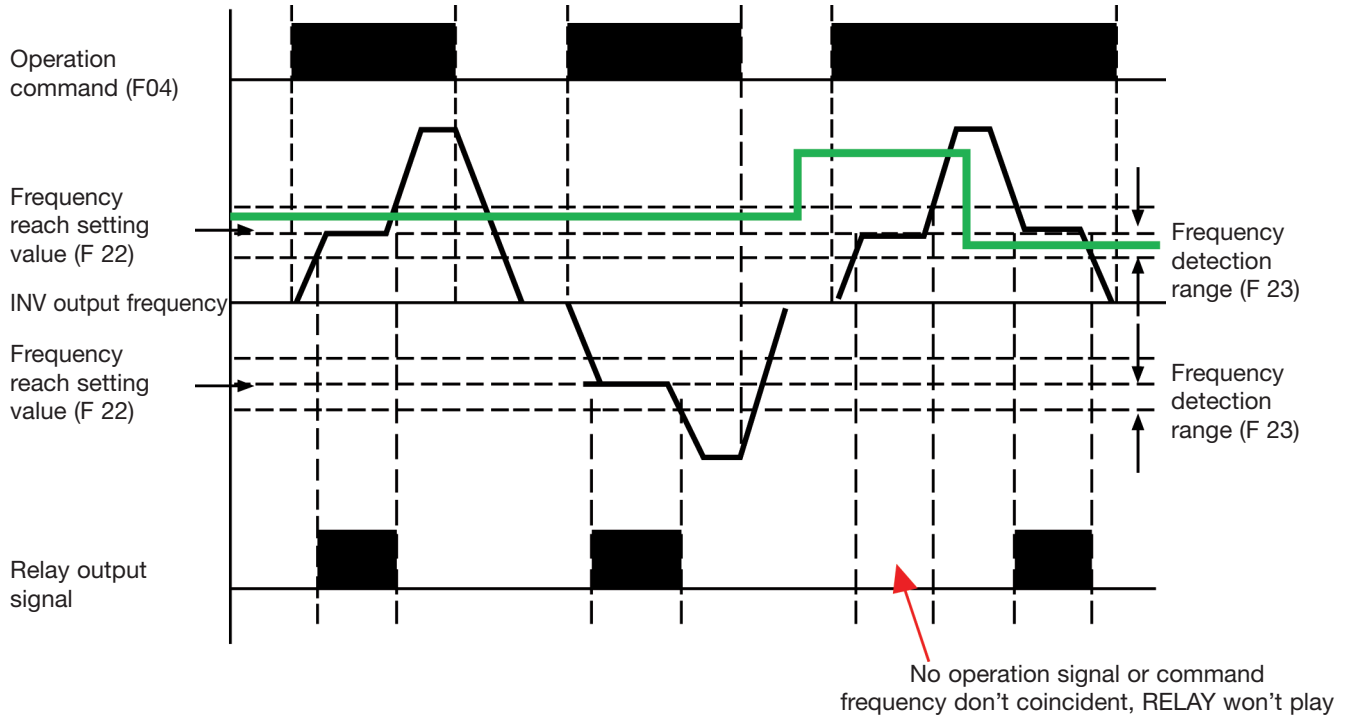 Operation
command (F04)
Frequency
reach setting
value (F 22)
INV output frequency
Frequency
reach setting
value (F 22)
Relay output
signal
Frequency
detection
range (F 23)
Frequency
detection
range (F 23)
No operation signal or command
frequency don't coincident, RELAY won't play